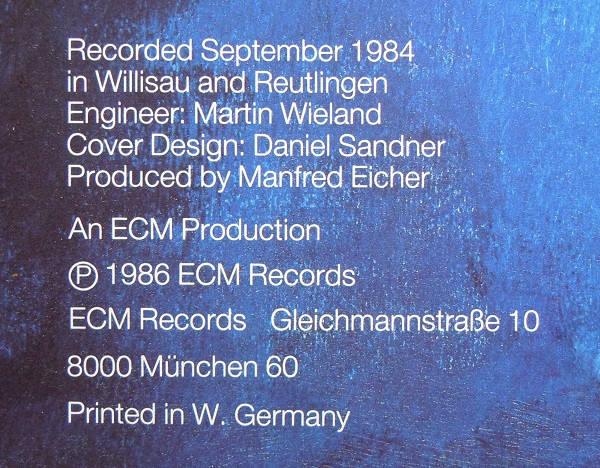 Recorded September 1984
in Willisau and Reutlingen
Engineer: Martin Wieland
Cover Design: Daniel Sandner
Produced by Manfred Eicher
An ECM Production
℗ 1986 ECM Records
ECM Records Gleichmannstraße 10
8000 München 60
Printed in W. Germany